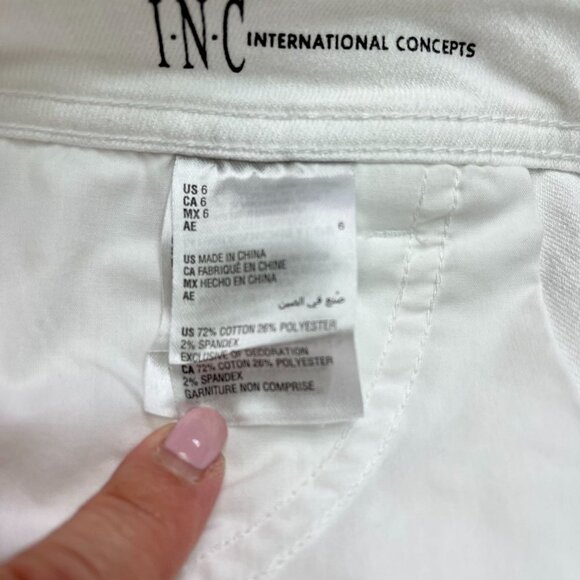 I·N·C INTERNATIONAL CONCEPTS
US 6
CA 6
MX 6
AE 6
US MADE IN CHINA
CA FABRIQUÉ EN CHINE
MX HECHO EN CHINA
AE صنع في الصين
US 72% COTTON 26% POLYESTER
2% SPANDEX
EXCLUSIVE OF DECORATION
CA 72% COTON 26% POLYESTER
2% SPANDEX
GARNITURE NON COMPRISE